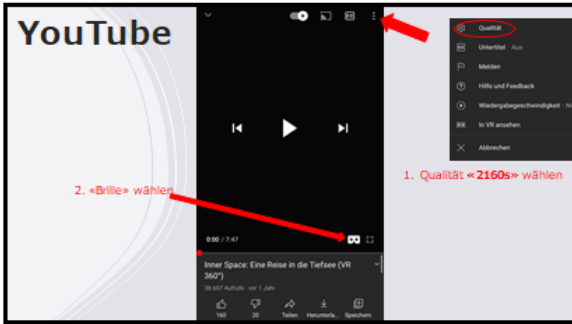 YouTube
Qualität
Untertitel · Aus
Melden
Hilfe und Feedback
Wiedergabegeschwindigkeit · No
In VR ansehen
Abbrechen
1. Qualität «2160s» wählen
2. «Brille» wählen
0:00 / 7:47
Inner Space: Eine Reise in die Tiefsee (VR
360°)
38.607 Aufrufe · vor 1 Jahr
160 20 Teilen Herunterla... Speichern